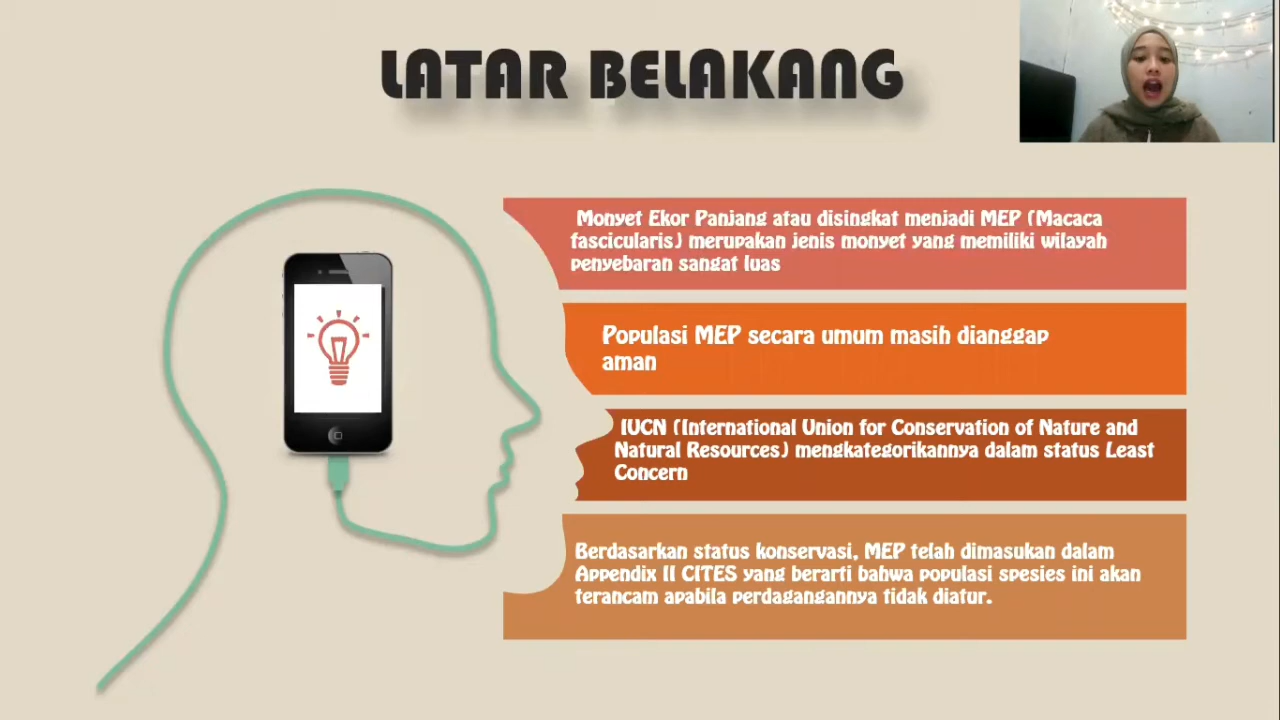 LATAR BELAKANG
Monyet Ekor Panjang atau disingkat menjadi MEP (Macaca
fascicularis) merupakan jenis monyet yang memiliki wilayah
penyebaran sangat luas
Populasi MEP secara umum masih dianggap
aman
IUCN (International Union for Conservation of Nature and
Natural Resources) mengkategorikannya dalam status Least
Concern
Berdasarkan status konservasi, MEP telah dimasukan dalam
Appendix II CITES yang berarti bahwa populasi spesies ini akan
terancam apabila perdagangannya tidak diatur.